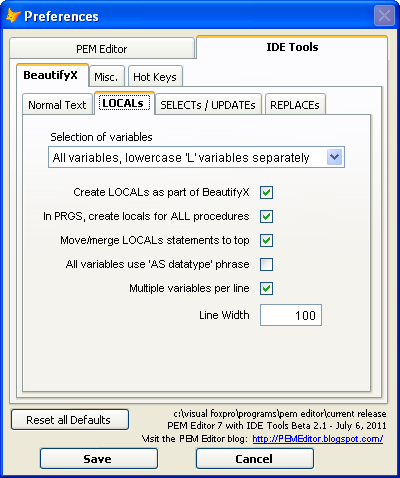 Preferences
PEM Editor
IDE Tools
BeautifyX
Misc.
Hot Keys
Normal Text
LOCALs
SELECTs / UPDATEs
REPLACEs
Selection of variables
All variables, lowercase 'L' variables separately
Create LOCALs as part of BeautifyX
In PRGS, create locals for ALL procedures
Move/merge LOCALs statements to top
All variables use 'AS datatype' phrase
Multiple variables per line
Line Width
100
Reset all Defaults
c:\visual foxpro\programs\pem editor\current release
PEM Editor 7 with IDE Tools Beta 2.1 - July 6, 2011
Visit the PEM Editor blog: http://PEMEditor.blogspot.com/
Save
Cancel